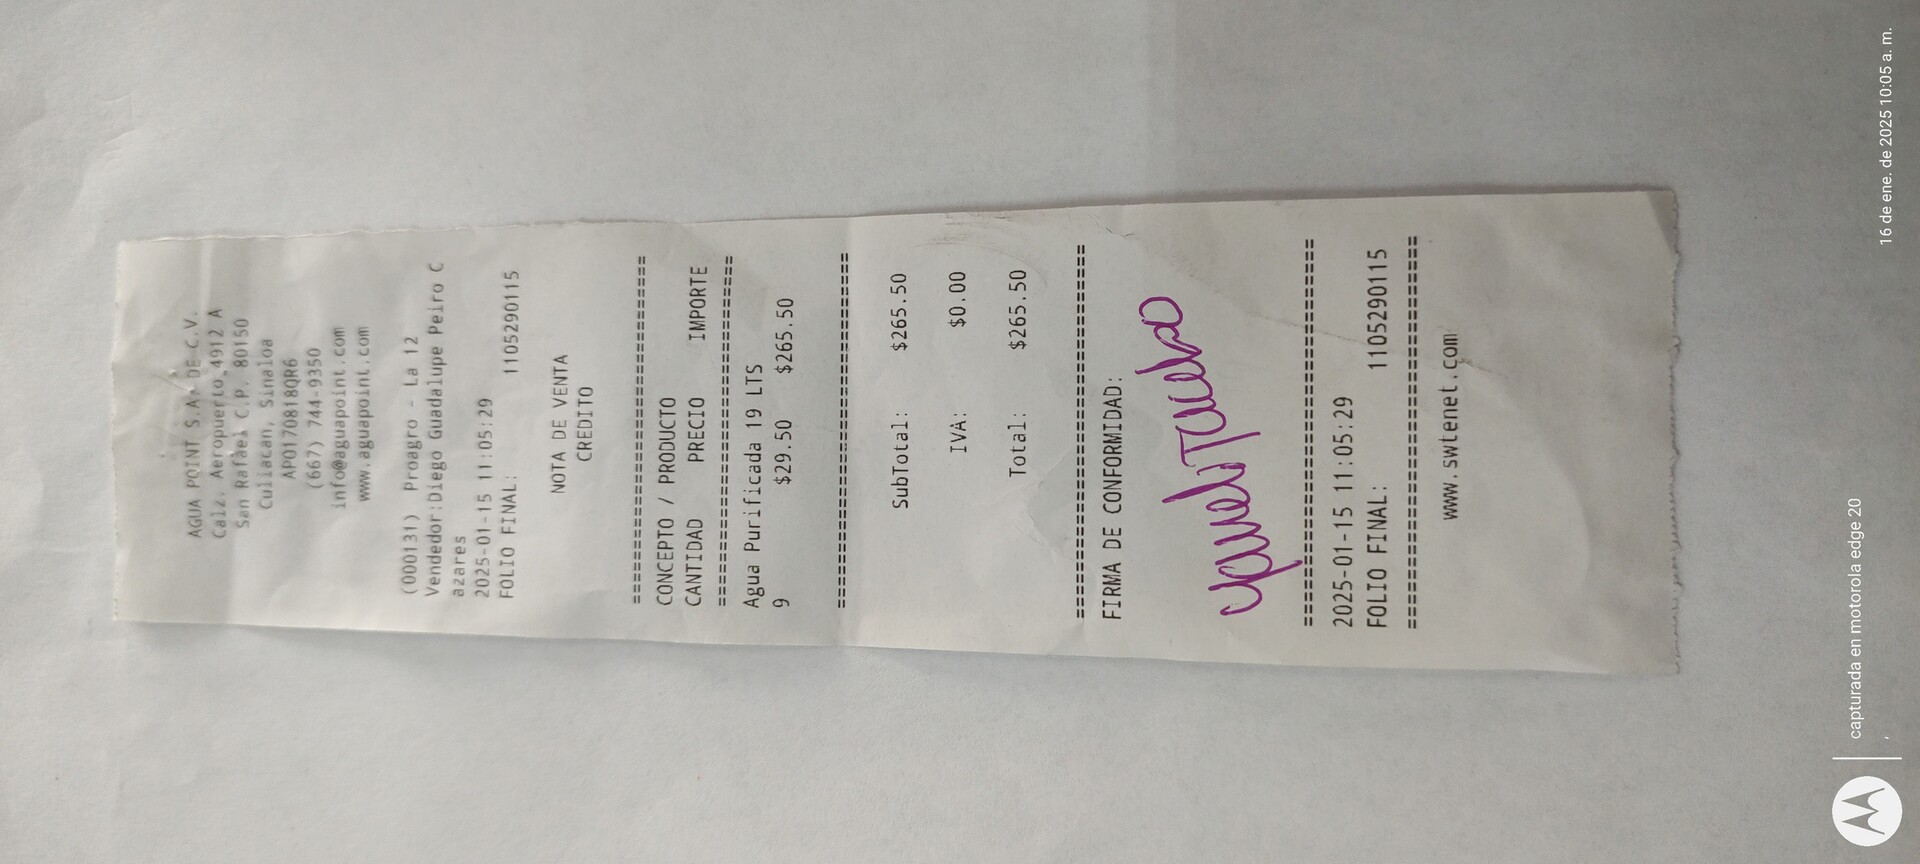 AGUA POINT S.A. DE C.V.
Calz. Aeropuerto 4912 A
San Rafael C.P. 80150
Culiacan, Sinaloa
APO170818QR6
(667) 744-9350
info@aguapoint.com
www.aguapoint.com
(000131) Proagro - La 12
Vendedor:Diego Guadalupe Peiro C
azares
2025-01-15 11:05:29
FOLIO FINAL: 1105290115
NOTA DE VENTA
CREDITO
================================
CONCEPTO / PRODUCTO
CANTIDAD PRECIO IMPORTE
================================
Agua Purificada 19 LTS
9 $29.50 $265.50
================================
SubTotal: $265.50
IVA: $0.00
Total: $265.50
================================
FIRMA DE CONFORMIDAD:
================================
2025-01-15 11:05:29
FOLIO FINAL: 1105290115
================================
www.swtenet.com
capturada en motorola edge 20
16 de ene. de 2025 10:05 a. m.